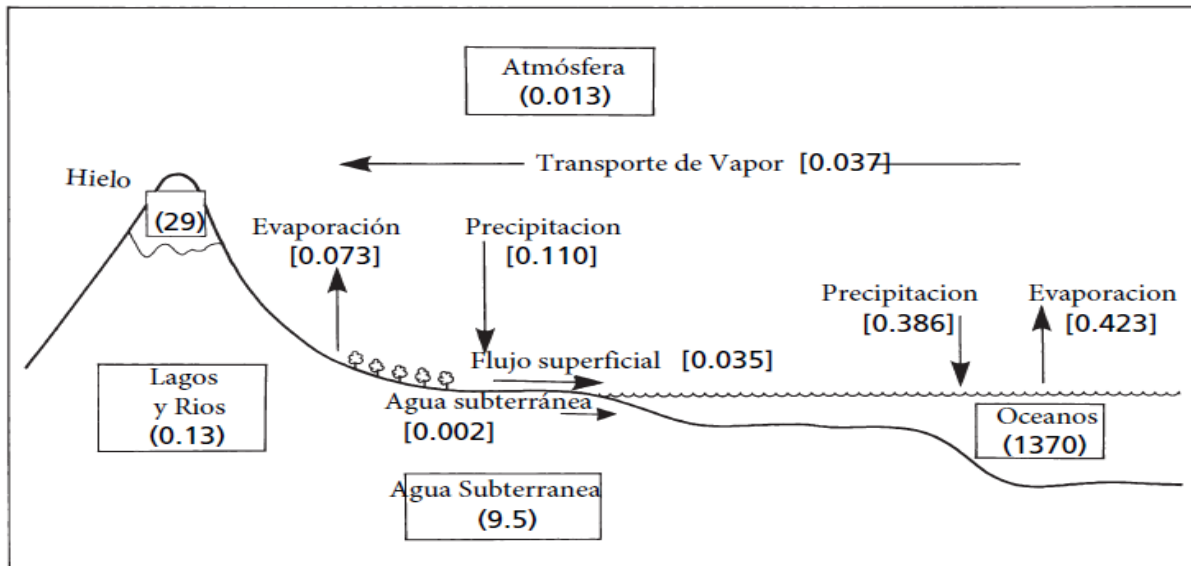 Atmósfera
(0.013)
Transporte de Vapor [0.037]
Hielo
(29)
Evaporación
[0.073]
Precipitacion
[0.110]
Precipitacion
[0.386]
Evaporacion
[0.423]
Flujo superficial [0.035]
Agua subterránea
[0.002]
Lagos
y Rios
(0.13)
Oceanos
(1370)
Agua Subterranea
(9.5)